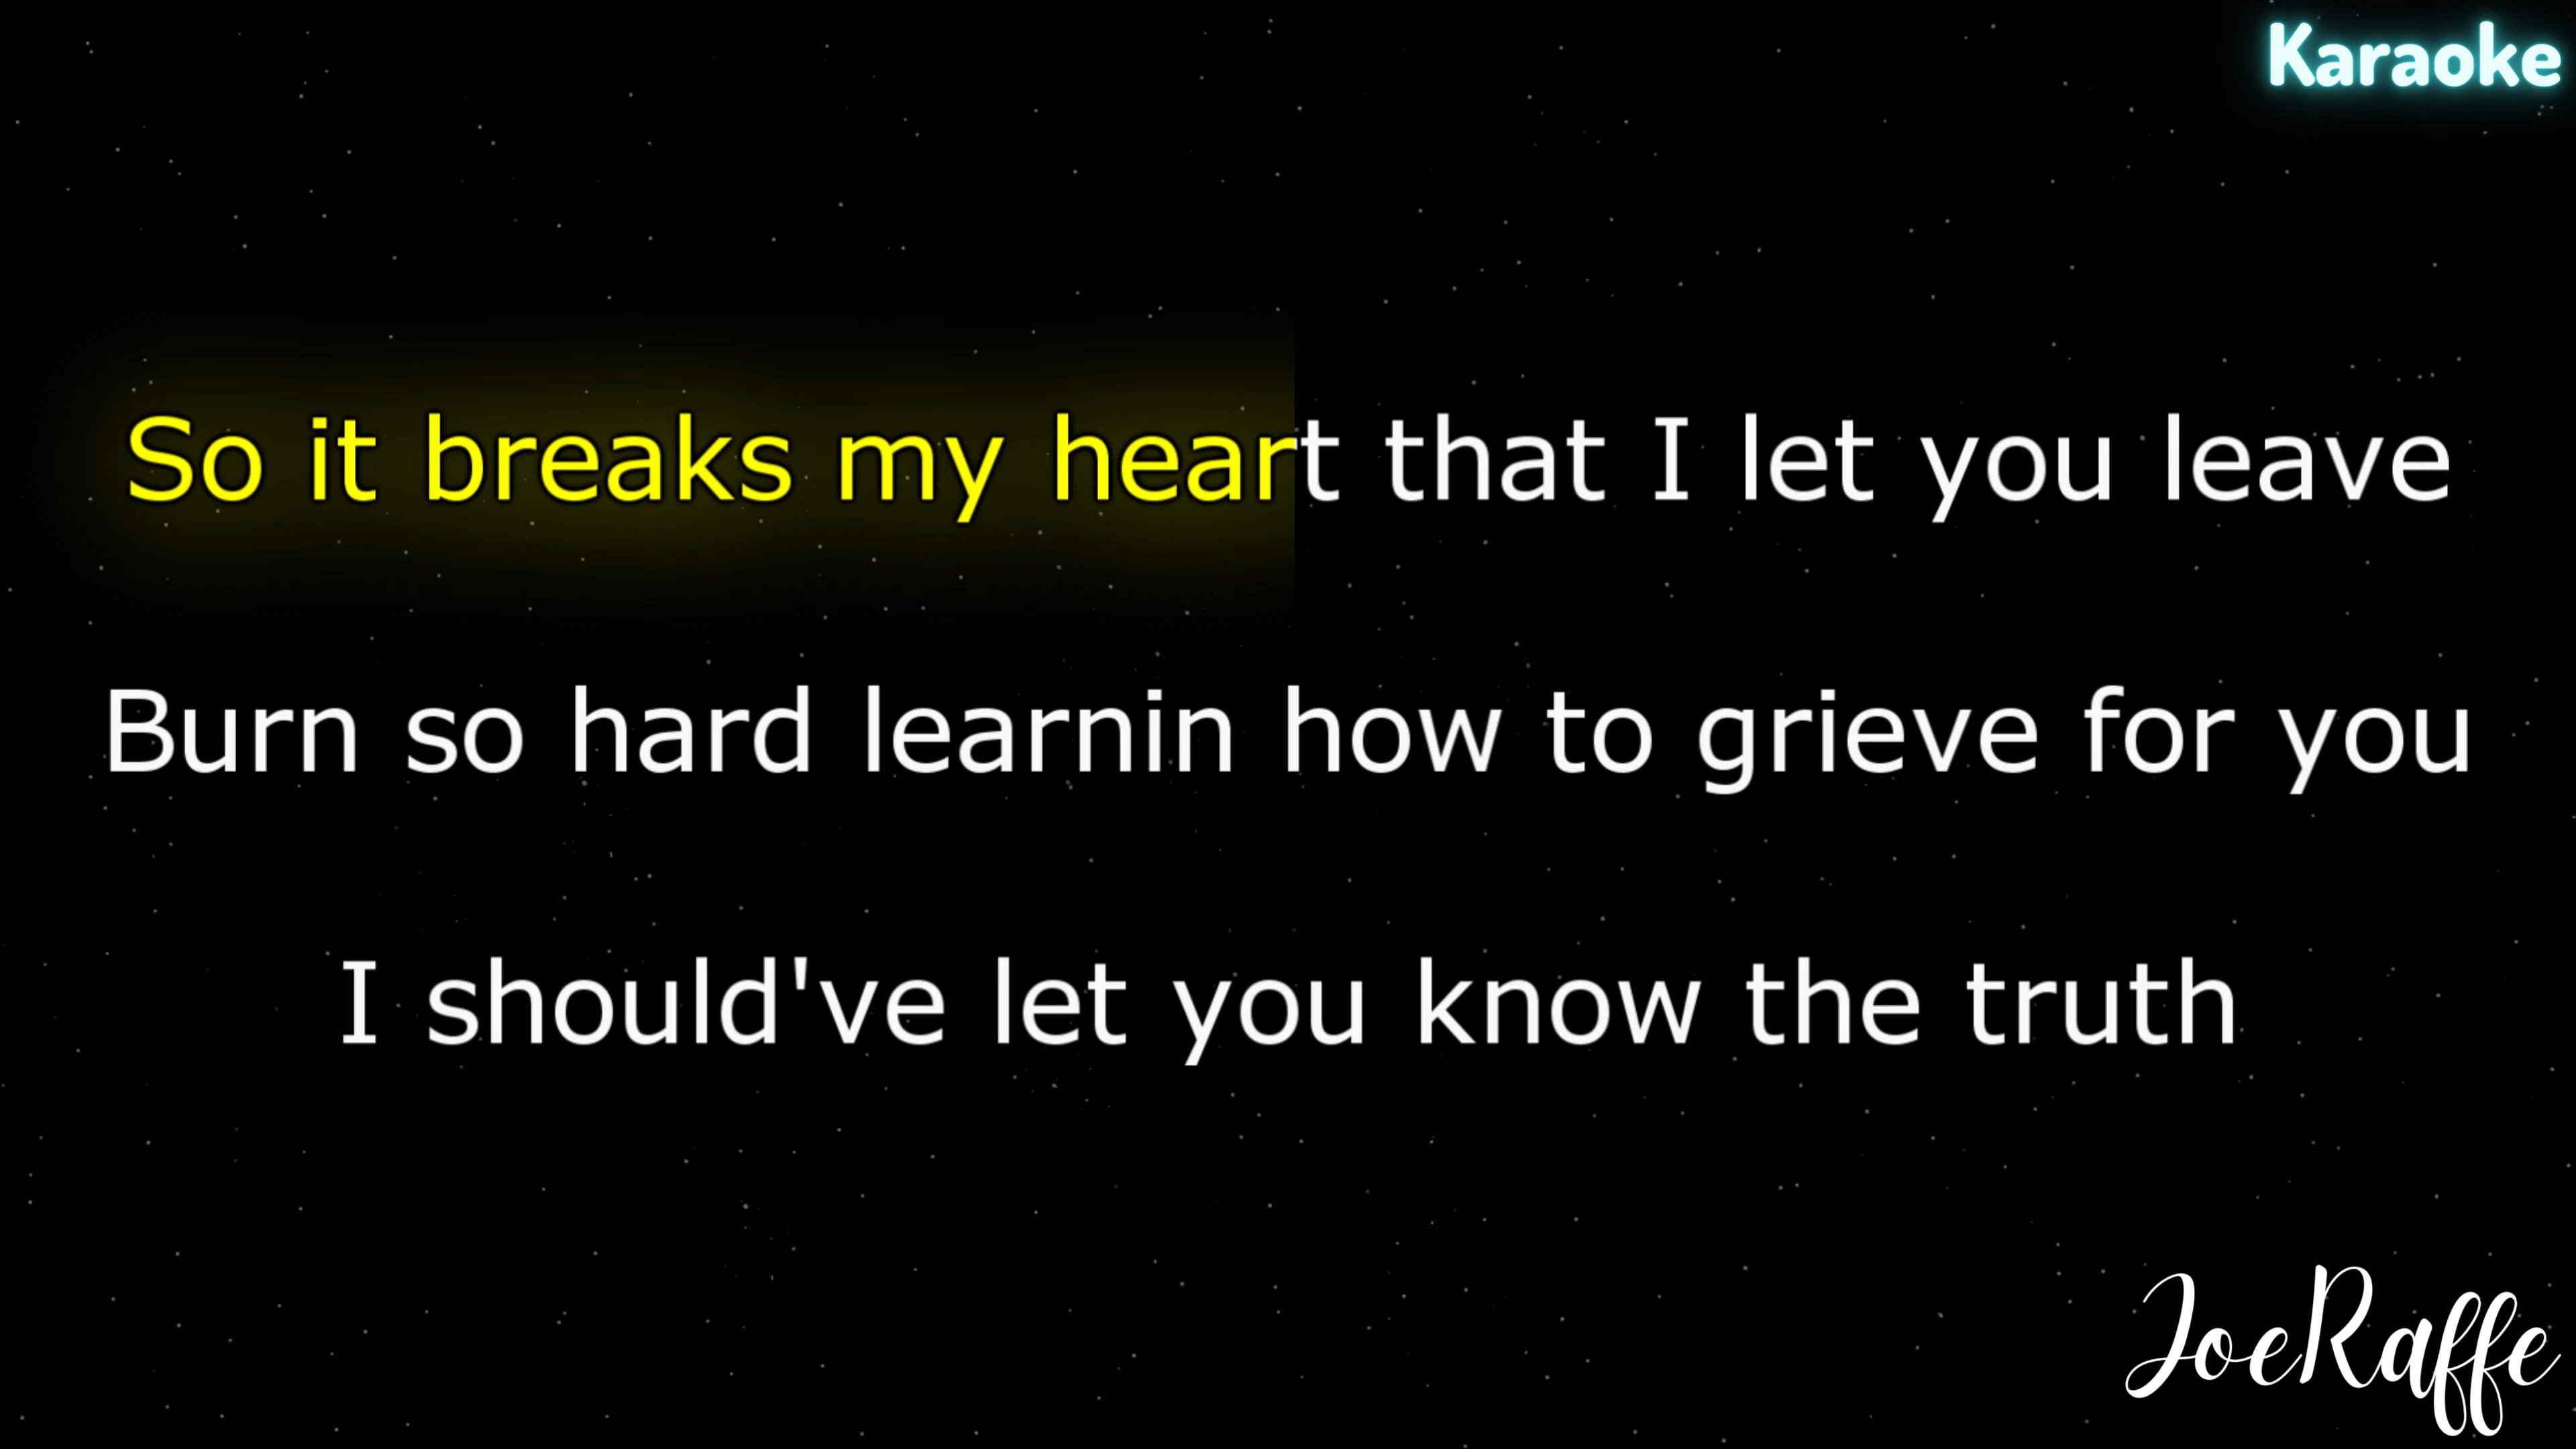 Karaoke
So it breaks my heart that I let you leave
Burn so hard learnin how to grieve for you
I should've let you know the truth
JoeRaffe